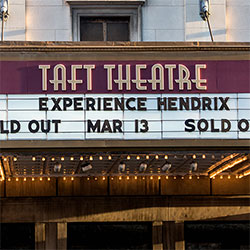 TAFT THEATRE
EXPERIENCE HENDRIX
LD OUT MAR 13 SOLD O